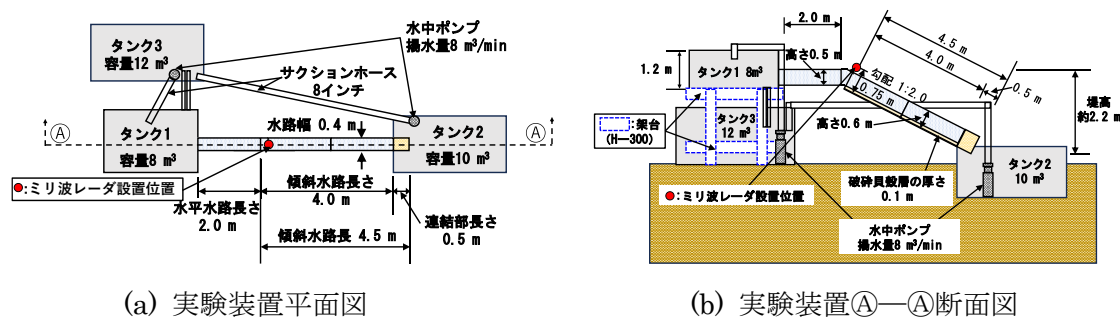 水中ポンプ
揚水量8 m³/min
タンク3
容量12 m³
サクションホース
8インチ
タンク1
容量8 m³
水路幅 0.4 m
タンク2
容量10 m³
Ⓐ
Ⓐ
:ミリ波レーダ設置位置
水平水路長さ
2.0 m
傾斜水路長さ
4.0 m
連結部長さ
0.5 m
傾斜水路長 4.5 m
(a) 実験装置平面図
2.0 m
4.5 m
4.0 m
0.5 m
高さ0.5 m
1.2 m
タンク1 8m³
勾配 1:2.0
0.75 m
堤高
約2.2 m
:架台
(H―300)
タンク3
12 m³
高さ0.6 m
タンク2
10 m³
:ミリ波レーダ設置位置
破砕貝殻層の厚さ
0.1 m
水中ポンプ
揚水量8 m³/min
(b) 実験装置Ⓐ―Ⓐ断面図